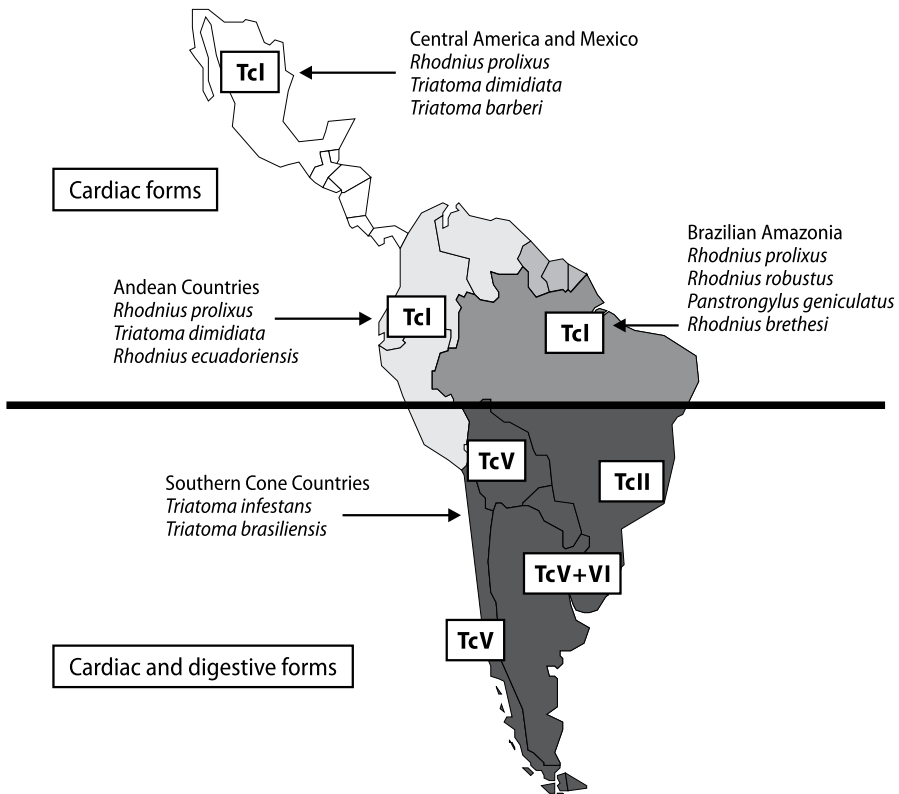 Central America and Mexico
Rhodnius prolixus
Triatoma dimidiata
Triatoma barberi
TcI
Cardiac forms
Brazilian Amazonia
Rhodnius prolixus
Rhodnius robustus
Panstrongylus geniculatus
Rhodnius brethesi
Andean Countries
Rhodnius prolixus
Triatoma dimidiata
Rhodnius ecuadoriensis
TcI
TcI
TcV
TcII
Southern Cone Countries
Triatoma infestans
Triatoma brasiliensis
TcV+VI
TcV
Cardiac and digestive forms